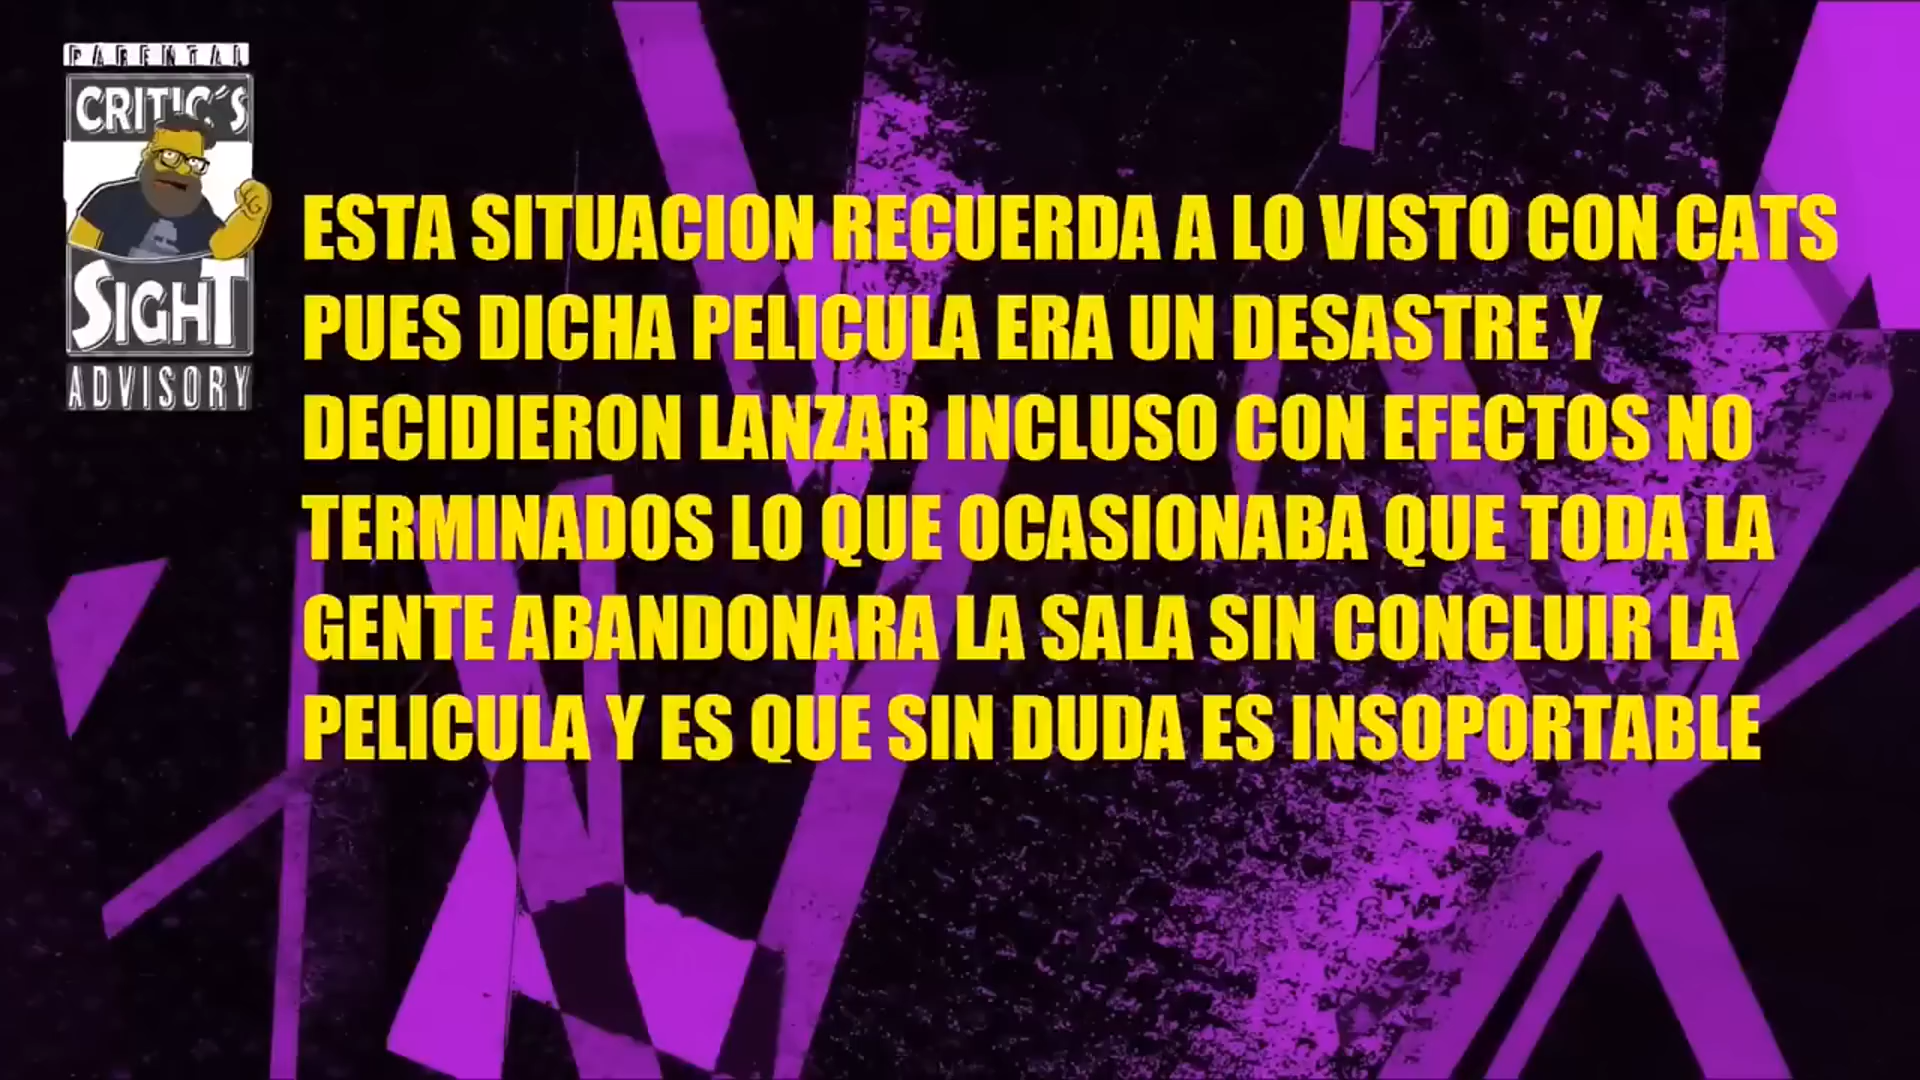 PARENTAL
CRITIC´S
SIGHT
ADVISORY
ESTA SITUACION RECUERDA A LO VISTO CON CATS
PUES DICHA PELICULA ERA UN DESASTRE Y
DECIDIERON LANZAR INCLUSO CON EFECTOS NO
TERMINADOS LO QUE OCASIONABA QUE TODA LA
GENTE ABANDONARA LA SALA SIN CONCLUIR LA
PELICULA Y ES QUE SIN DUDA ES INSOPORTABLE